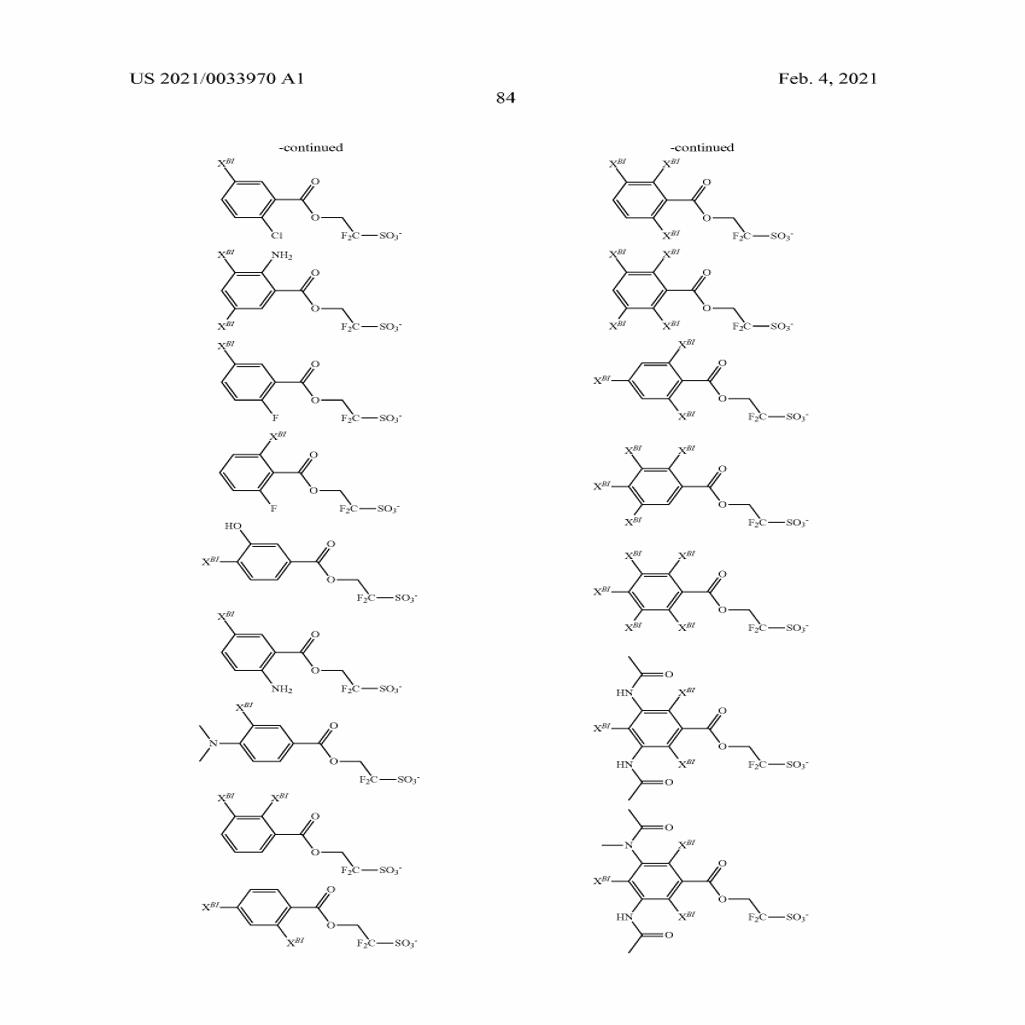 US 2021/0033970 A1
Feb. 4, 2021
84
-continued
X^BI
O
O
Cl
F₂C—SO₃⁻
X^BI
NH₂
O
O
X^BI
F₂C—SO₃⁻
X^BI
O
O
F
F₂C—SO₃⁻
X^BI
O
O
F
F₂C—SO₃⁻
HO
O
X^BI
O
F₂C—SO₃⁻
X^BI
O
O
NH₂
F₂C—SO₃⁻
X^BI
O
N
O
F₂C—SO₃⁻
X^BI X^BI
O
O
F₂C—SO₃⁻
O
X^BI
O
X^BI
F₂C—SO₃⁻
-continued
X^BI X^BI
O
O
X^BI
F₂C—SO₃⁻
X^BI X^BI
O
O
X^BI X^BI
F₂C—SO₃⁻
X^BI
O
X^BI
O
X^BI
F₂C—SO₃⁻
X^BI X^BI
O
X^BI
O
X^BI
F₂C—SO₃⁻
X^BI X^BI
O
X^BI
O
X^BI X^BI
F₂C—SO₃⁻
O
HN
X^BI
O
X^BI
O
HN
X^BI
F₂C—SO₃⁻
O
O
N
X^BI
O
X^BI
O
HN
X^BI
F₂C—SO₃⁻
O